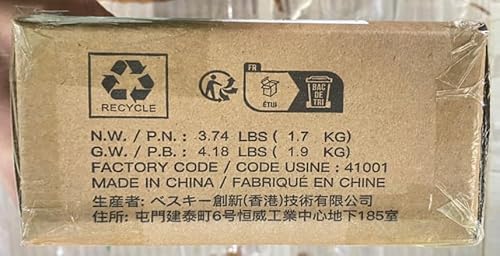 RECYCLE
FR
ÉTUI
BAC
DE
TRI
N.W. / P.N. : 3.74 LBS ( 1.7 KG)
G.W. / P.B. : 4.18 LBS ( 1.9 KG)
FACTORY CODE / CODE USINE : 41001
MADE IN CHINA / FABRIQUÉ EN CHINE
生産者: ベスキー創新(香港)技術有限公司
住所: 屯門建泰町6号恒威工業中心地下185室